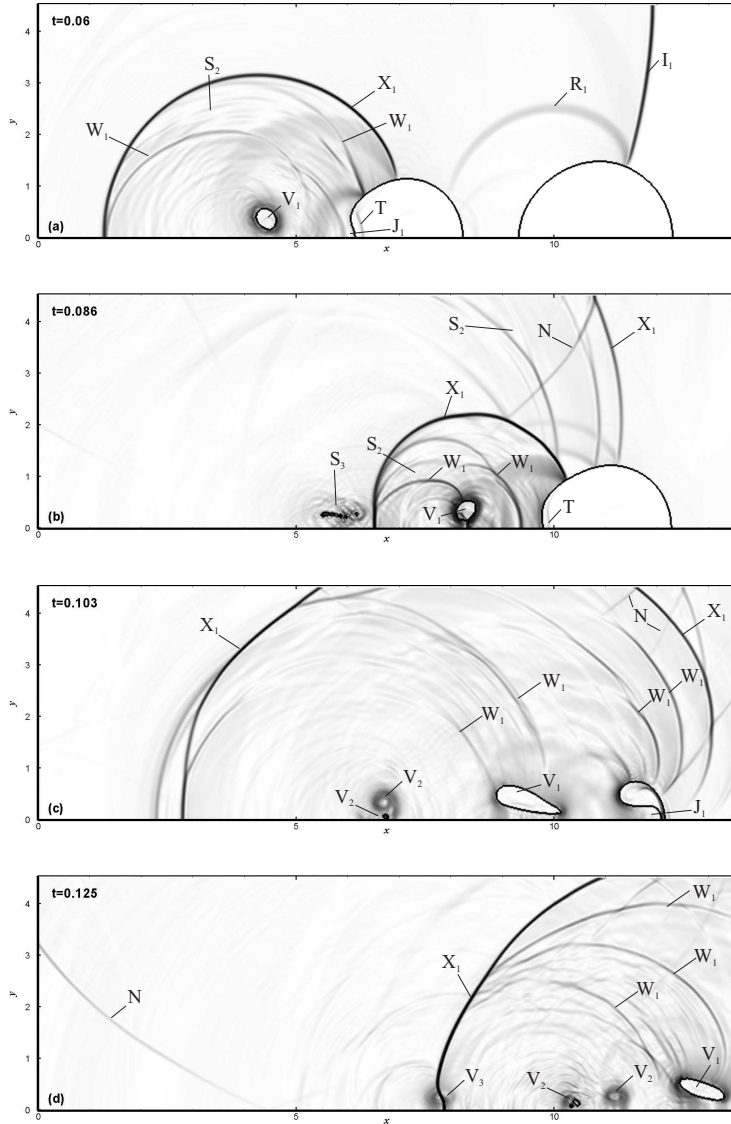 t=0.06
S2
X1
R1
I1
W1
W1
V1
T
J1
(a)
y
4
3
2
1
0
0
5
10
x
t=0.086
S2
N
X1
X1
S2
W1
W1
S3
V1
T
(b)
y
4
3
2
1
0
0
5
10
x
t=0.103
X1
N
X1
W1
W1
W1
W1
V2
V1
V2
J1
(c)
y
4
3
2
1
0
0
5
10
x
t=0.125
W1
X1
W1
N
W1
V1
V3
V2
V2
(d)
y
4
3
2
1
0
0
5
10
x